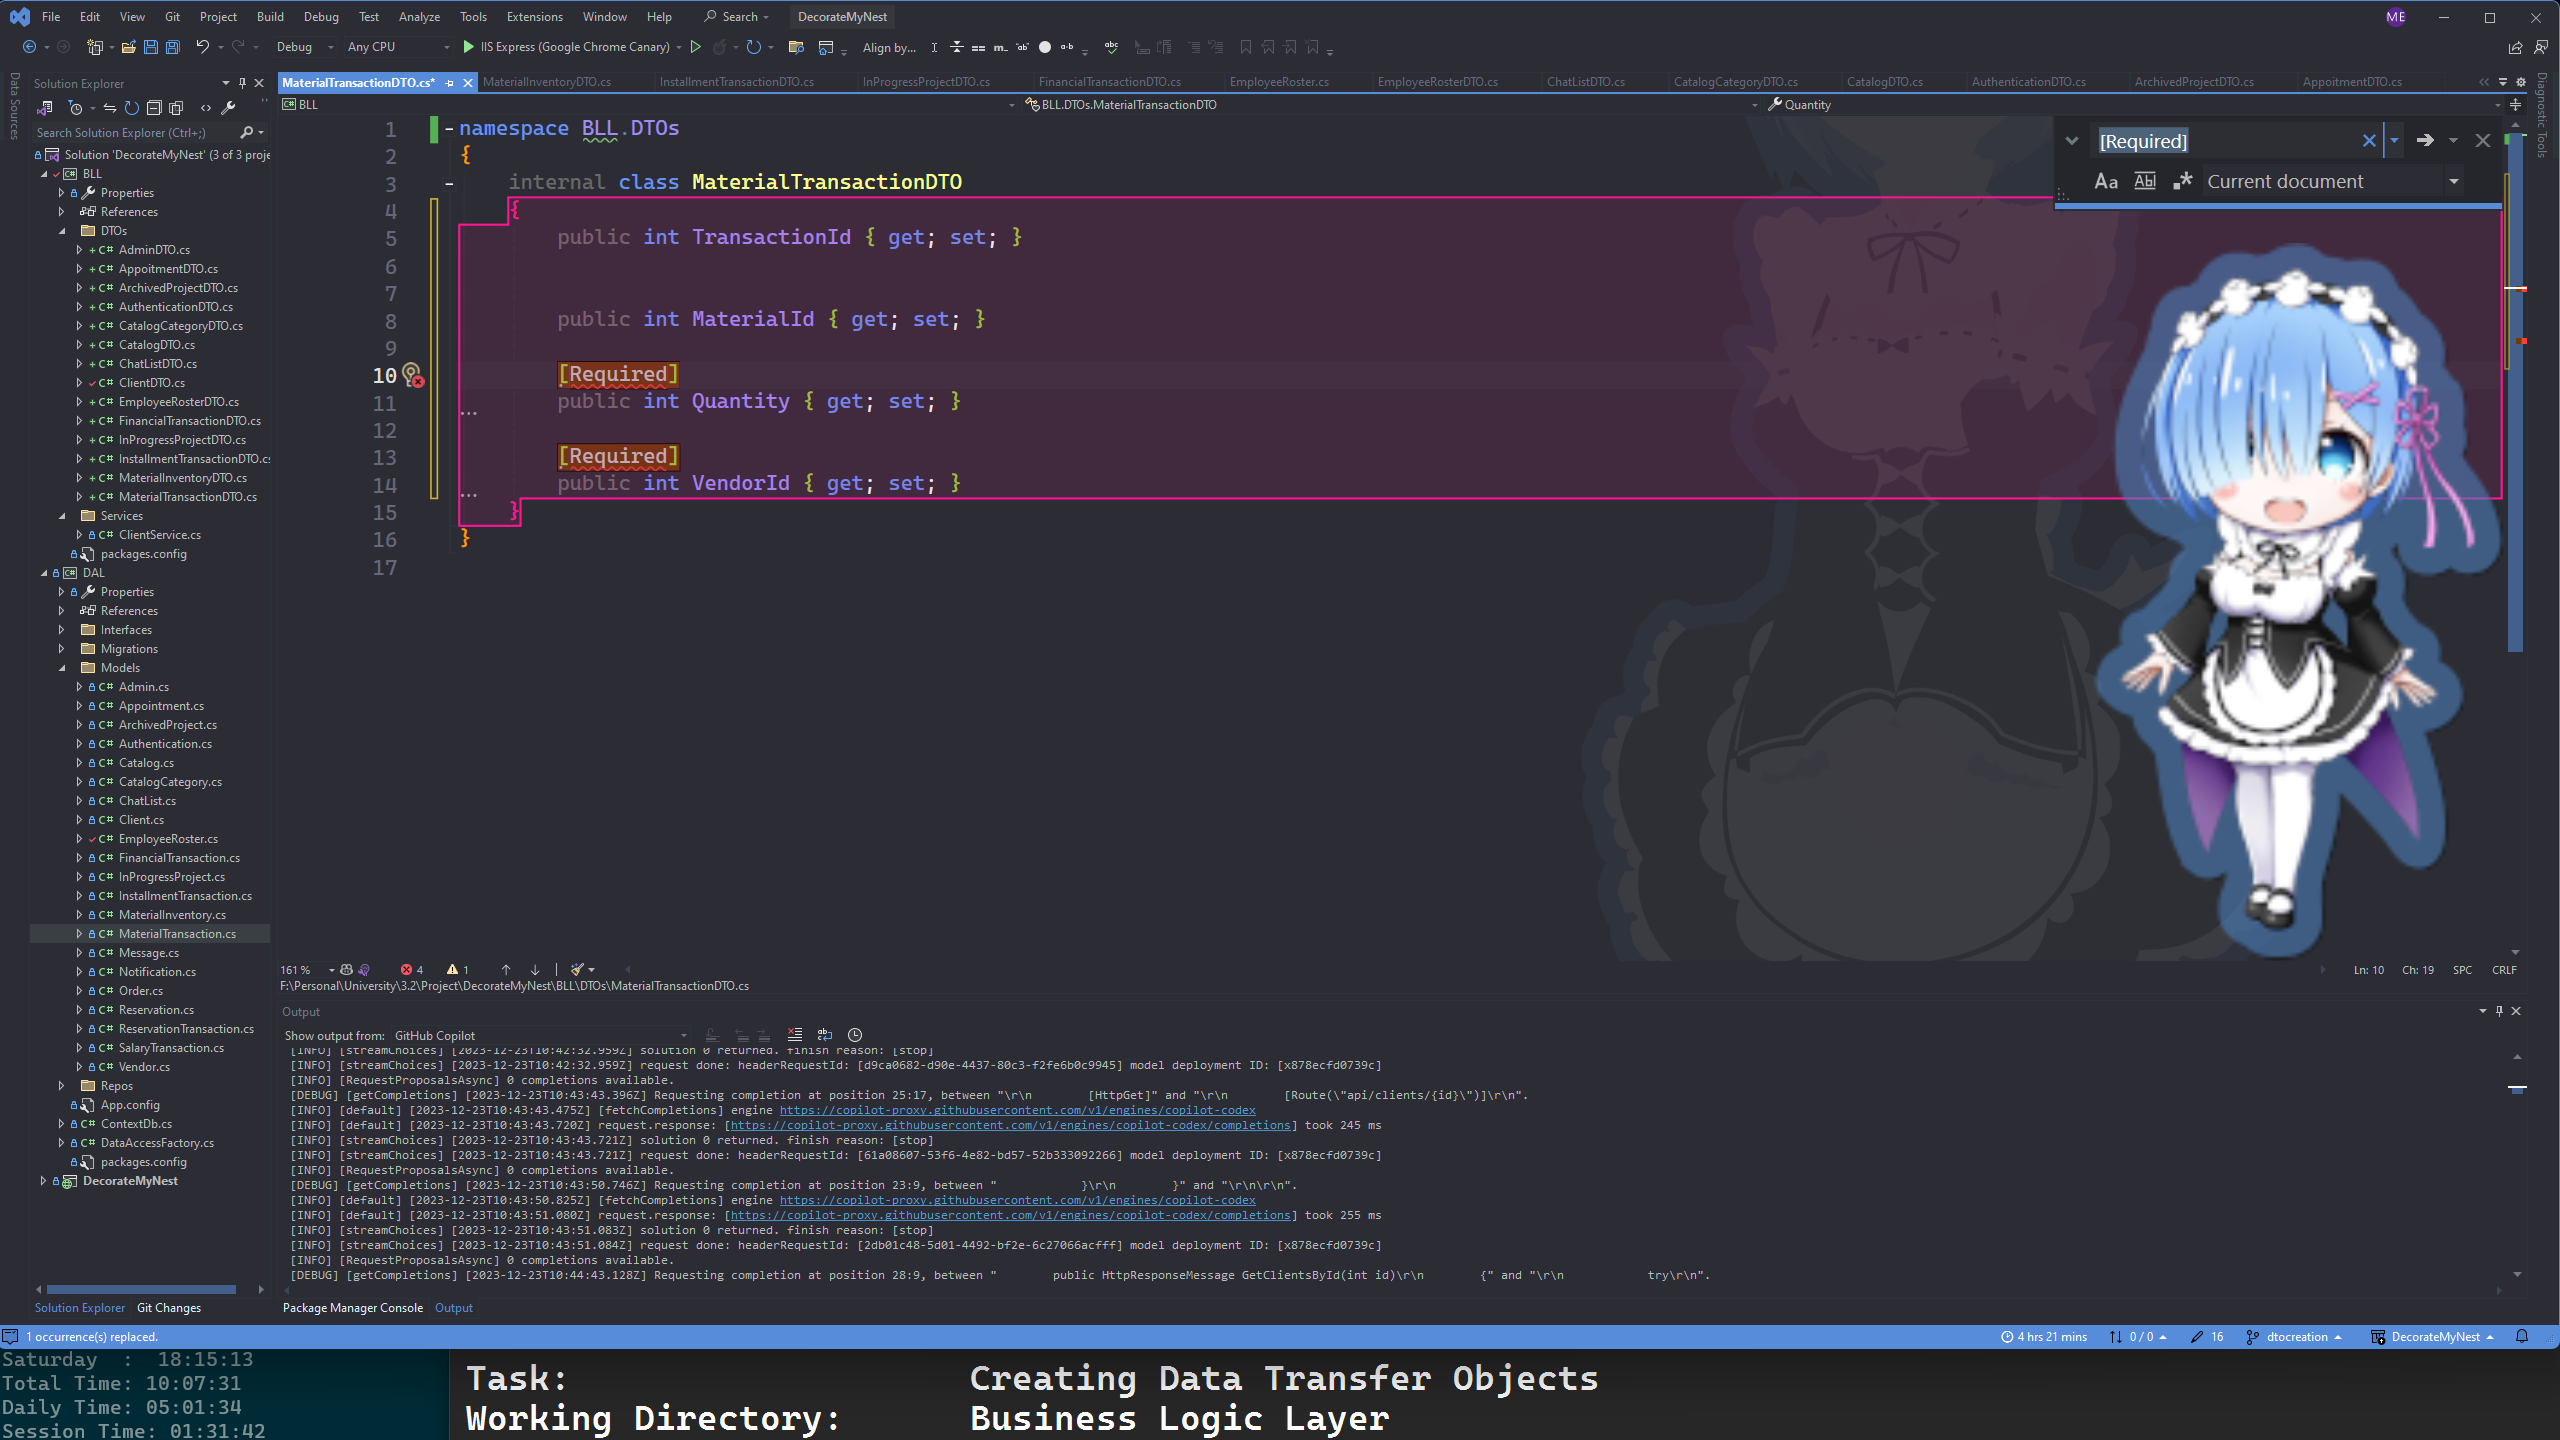 File Edit View Git Project Build Debug Test Analyze Tools Extensions Window Help Search DecorateMyNest ME
Debug Any CPU IIS Express (Google Chrome Canary) Align by...
Data Sources
Solution Explorer
Search Solution Explorer (Ctrl+;)
Solution 'DecorateMyNest' (3 of 3 proje
BLL
Properties
References
DTOs
C# AdminDTO.cs
C# AppoitmentDTO.cs
C# ArchivedProjectDTO.cs
C# AuthenticationDTO.cs
C# CatalogCategoryDTO.cs
C# CatalogDTO.cs
C# ChatListDTO.cs
C# ClientDTO.cs
C# EmployeeRosterDTO.cs
C# FinancialTransactionDTO.cs
C# InProgressProjectDTO.cs
C# InstallmentTransactionDTO.cs
C# MaterialInventoryDTO.cs
C# MaterialTransactionDTO.cs
Services
C# ClientService.cs
packages.config
DAL
Properties
References
Interfaces
Migrations
Models
C# Admin.cs
C# Appointment.cs
C# ArchivedProject.cs
C# Authentication.cs
C# Catalog.cs
C# CatalogCategory.cs
C# ChatList.cs
C# Client.cs
C# EmployeeRoster.cs
C# FinancialTransaction.cs
C# InProgressProject.cs
C# InstallmentTransaction.cs
C# MaterialInventory.cs
C# MaterialTransaction.cs
C# Message.cs
C# Notification.cs
C# Order.cs
C# Reservation.cs
C# ReservationTransaction.cs
C# SalaryTransaction.cs
C# Vendor.cs
Repos
App.config
C# ContextDb.cs
C# DataAccessFactory.cs
packages.config
DecorateMyNest
Solution Explorer Git Changes
MaterialTransactionDTO.cs* MaterialInventoryDTO.cs InstallmentTransactionDTO.cs InProgressProjectDTO.cs FinancialTransactionDTO.cs EmployeeRoster.cs EmployeeRosterDTO.cs ChatListDTO.cs CatalogCategoryDTO.cs CatalogDTO.cs AuthenticationDTO.cs ArchivedProjectDTO.cs AppoitmentDTO.cs
BLL BLL.DTOs.MaterialTransactionDTO Quantity
Diagnostic Tools
[Required]
Aa Current document
1 namespace BLL.DTOs
2 {
3 internal class MaterialTransactionDTO
4 {
5 public int TransactionId { get; set; }
6
7
8 public int MaterialId { get; set; }
9
10 [Required]
11 public int Quantity { get; set; }
12
13 [Required]
14 public int VendorId { get; set; }
15 }
16 }
17
161 % 4 1 Ln: 10 Ch: 19 SPC CRLF
F:\Personal\University\3.2\Project\DecorateMyNest\BLL\DTOs\MaterialTransactionDTO.cs
Output
Show output from: GitHub Copilot
[INFO] [streamChoices] [2023-12-23T10:42:32.959Z] solution 0 returned. finish reason: [stop]
[INFO] [streamChoices] [2023-12-23T10:42:32.959Z] request done: headerRequestId: [d9ca0682-d90e-4437-80c3-f2fe6b0c9945] model deployment ID: [x878ecfd0739c]
[INFO] [RequestProposalsAsync] 0 completions available.
[DEBUG] [getCompletions] [2023-12-23T10:43:43.396Z] Requesting completion at position 25:17, between "\r\n        [HttpGet]" and "\r\n        [Route(\"api/clients/{id}\")]\r\n".
[INFO] [default] [2023-12-23T10:43:43.475Z] [fetchCompletions] engine https://copilot-proxy.githubusercontent.com/v1/engines/copilot-codex
[INFO] [default] [2023-12-23T10:43:43.720Z] request.response: [https://copilot-proxy.githubusercontent.com/v1/engines/copilot-codex/completions] took 245 ms
[INFO] [streamChoices] [2023-12-23T10:43:43.721Z] solution 0 returned. finish reason: [stop]
[INFO] [streamChoices] [2023-12-23T10:43:43.721Z] request done: headerRequestId: [61a08607-53f6-4e82-bd57-52b333092266] model deployment ID: [x878ecfd0739c]
[INFO] [RequestProposalsAsync] 0 completions available.
[DEBUG] [getCompletions] [2023-12-23T10:43:50.746Z] Requesting completion at position 23:9, between "            }\r\n        }" and "\r\n\r\n".
[INFO] [default] [2023-12-23T10:43:50.825Z] [fetchCompletions] engine https://copilot-proxy.githubusercontent.com/v1/engines/copilot-codex
[INFO] [default] [2023-12-23T10:43:51.080Z] request.response: [https://copilot-proxy.githubusercontent.com/v1/engines/copilot-codex/completions] took 255 ms
[INFO] [streamChoices] [2023-12-23T10:43:51.083Z] solution 0 returned. finish reason: [stop]
[INFO] [streamChoices] [2023-12-23T10:43:51.084Z] request done: headerRequestId: [2db01c48-5d01-4492-bf2e-6c27066acfff] model deployment ID: [x878ecfd0739c]
[INFO] [RequestProposalsAsync] 0 completions available.
[DEBUG] [getCompletions] [2023-12-23T10:44:43.128Z] Requesting completion at position 28:9, between "        public HttpResponseMessage GetClientsById(int id)\r\n        {" and "\r\n            try\r\n".
Package Manager Console Output
1 occurrence(s) replaced. 4 hrs 21 mins 0 / 0 16 dtocreation DecorateMyNest
Saturday : 18:15:13
Total Time: 10:07:31
Daily Time: 05:01:34
Session Time: 01:31:42
Task: Creating Data Transfer Objects
Working Directory: Business Logic Layer